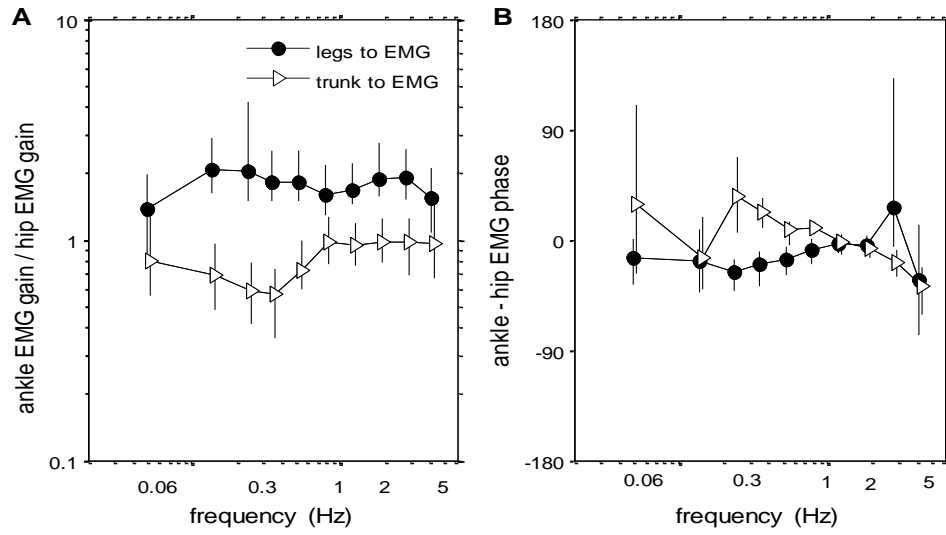 A
10
legs to EMG
trunk to EMG
1
0.1
ankle EMG gain / hip EMG gain
0.06 0.3 1 2 5
frequency (Hz)
B
180
90
0
-90
-180
ankle - hip EMG phase
0.06 0.3 1 2 5
frequency (Hz)